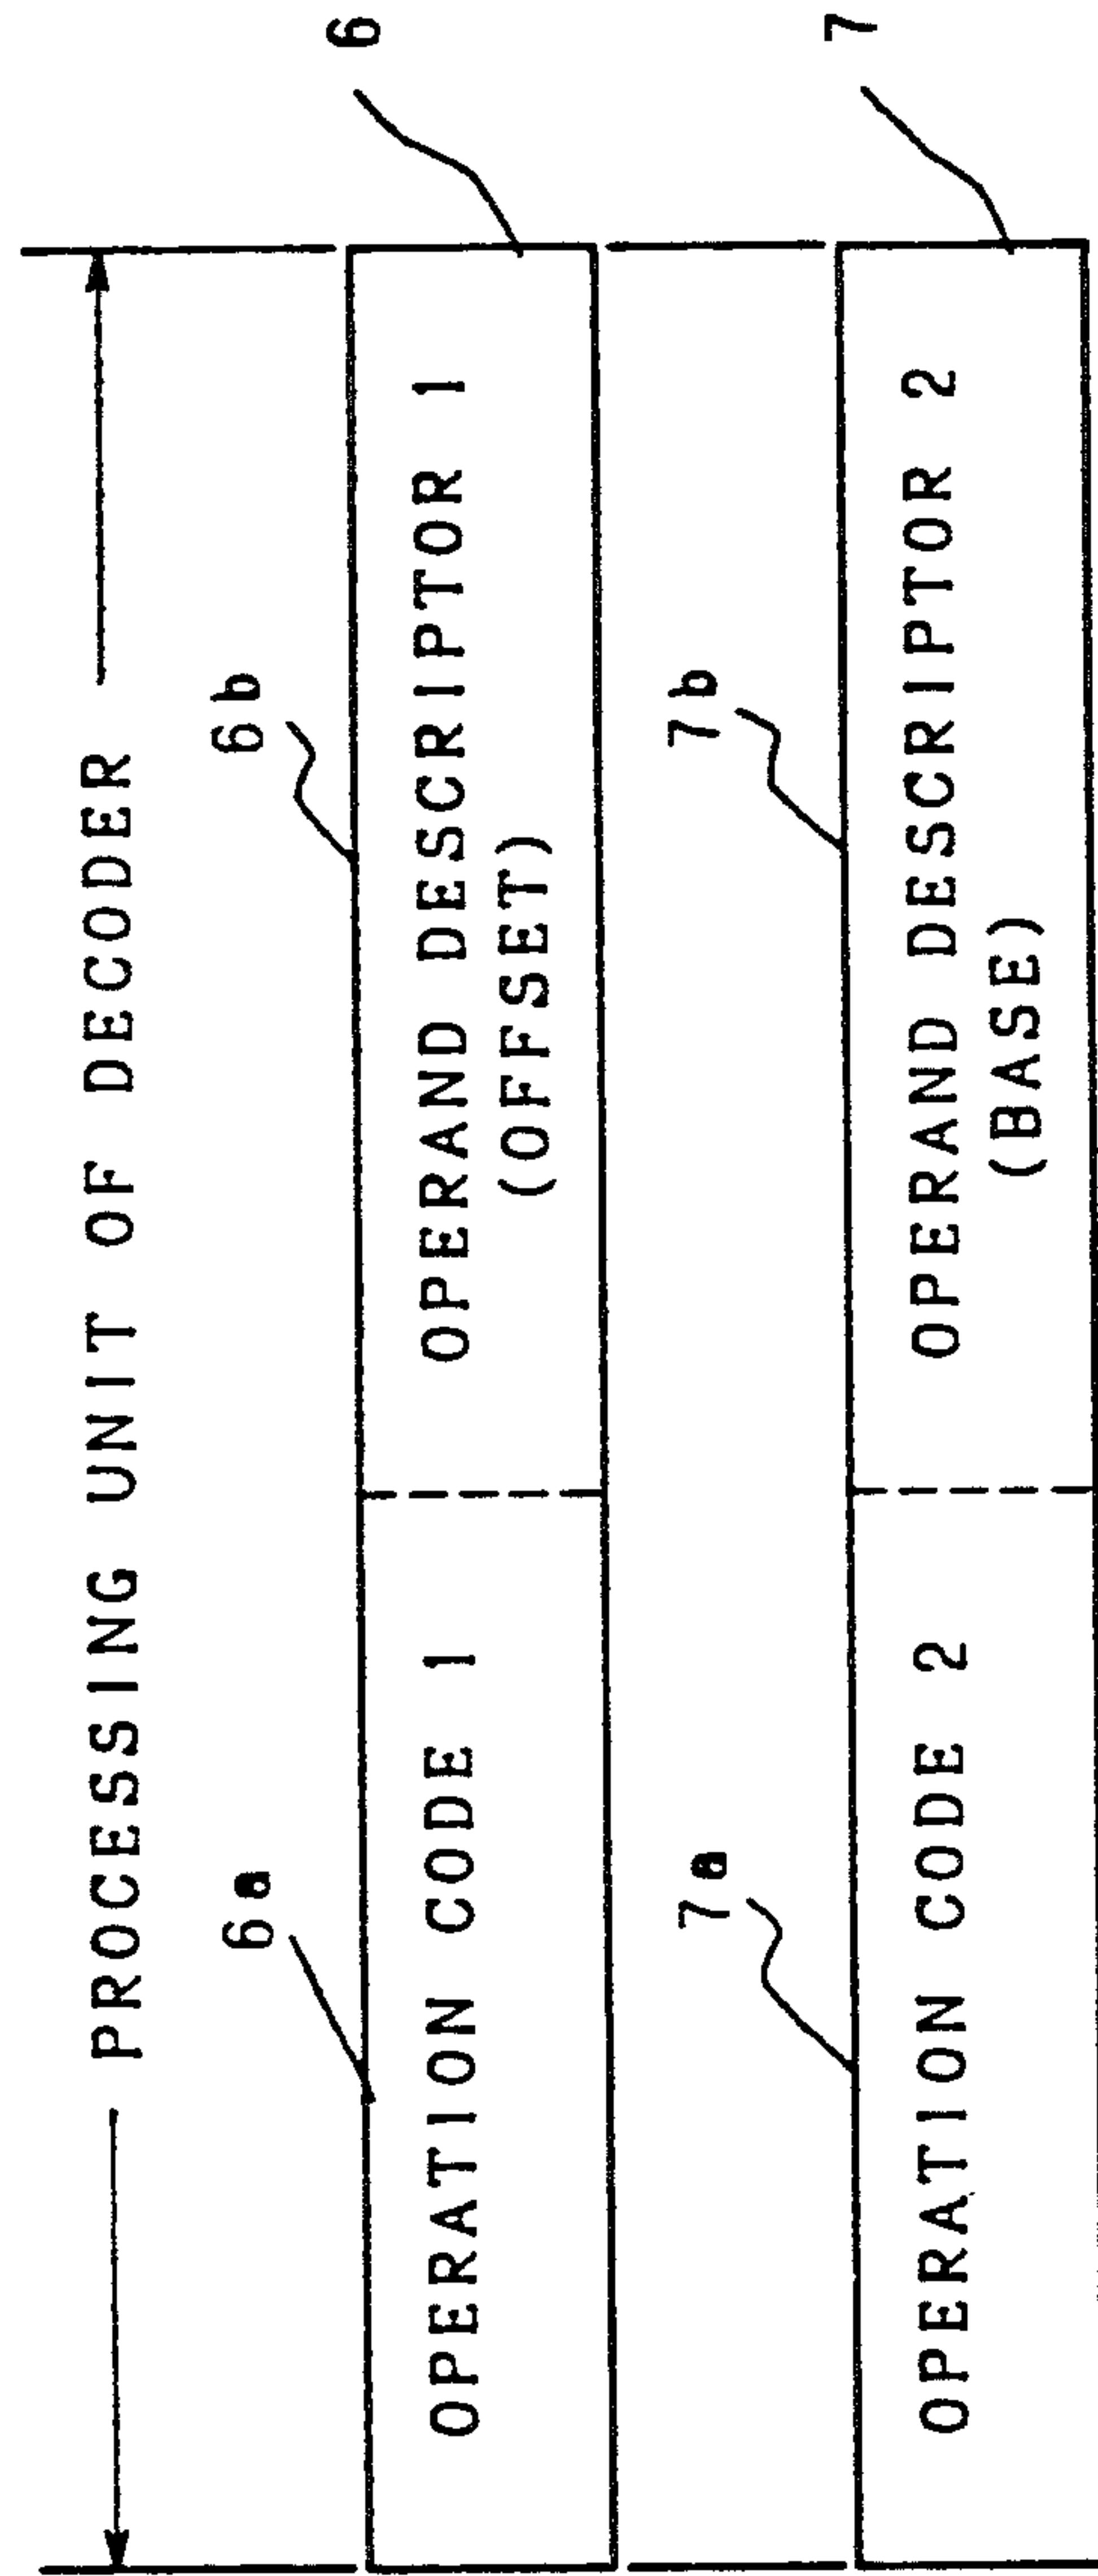 PROCESSING UNIT OF DECODER
6a
6b
6
OPERATION CODE 1
OPERAND DESCRIPTOR 1
(OFFSET)
7a
7b
7
OPERATION CODE 2
OPERAND DESCRIPTOR 2
(BASE)